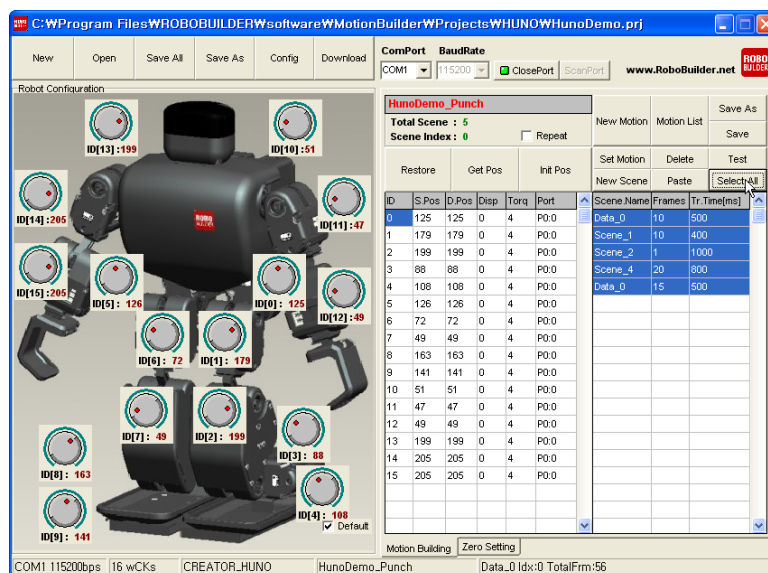 C:₩Program Files₩ROBOBUILDER₩software₩MotionBuilder₩Projects₩HUNO₩HunoDemo.prj
New Open Save All Save As Config Download
ComPort BaudRate
COM1 115200 ClosePort ScanPort www.RoboBuilder.net ROBO BUILDER
Robot Configuration
ID[13]:199
ID[10]:51
ID[14]:205
ID[11]:47
ROBO BUILDER
ID[15]:205
ID[5]: 126
ID[0]: 125
ID[12]:49
ID[6]: 72
ID[1]: 179
ID[7]: 49
ID[2]: 199
ID[3]: 88
ID[8]: 163
ID[4]: 108
ID[9]: 141
Default
HunoDemo_Punch
Total Scene : 5
Scene Index: 0 Repeat
New Motion Motion List Save As
Save
Restore Get Pos Init Pos
Set Motion Delete Test
New Scene Paste Select All
ID S.Pos D.Pos Disp Torq Port
0 125 125 0 4 P0:0
1 179 179 0 4 P0:0
2 199 199 0 4 P0:0
3 88 88 0 4 P0:0
4 108 108 0 4 P0:0
5 126 126 0 4 P0:0
6 72 72 0 4 P0:0
7 49 49 0 4 P0:0
8 163 163 0 4 P0:0
9 141 141 0 4 P0:0
10 51 51 0 4 P0:0
11 47 47 0 4 P0:0
12 49 49 0 4 P0:0
13 199 199 0 4 P0:0
14 205 205 0 4 P0:0
15 205 205 0 4 P0:0
Scene.Name Frames Tr.Time[ms]
Data_0 10 500
Scene_1 10 400
Scene_2 1 1000
Scene_4 20 800
Data_0 15 500
Motion Building Zero Setting
COM1 115200bps 16 wCKs CREATOR_HUNO HunoDemo_Punch Data_0 Idx:0 TotalFrm:56